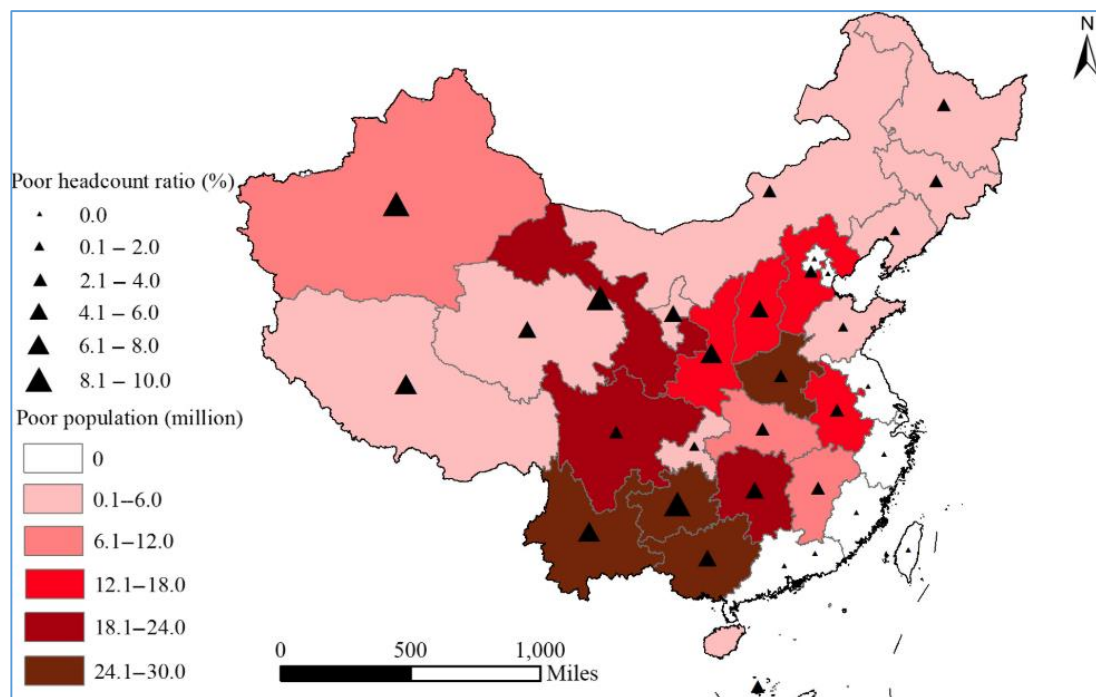 N
Poor headcount ratio (%)
0.0
0.1 – 2.0
2.1 – 4.0
4.1 – 6.0
6.1 – 8.0
8.1 – 10.0
Poor population (million)
0
0.1–6.0
6.1–12.0
12.1–18.0
18.1–24.0
24.1–30.0
0 500 1,000
Miles